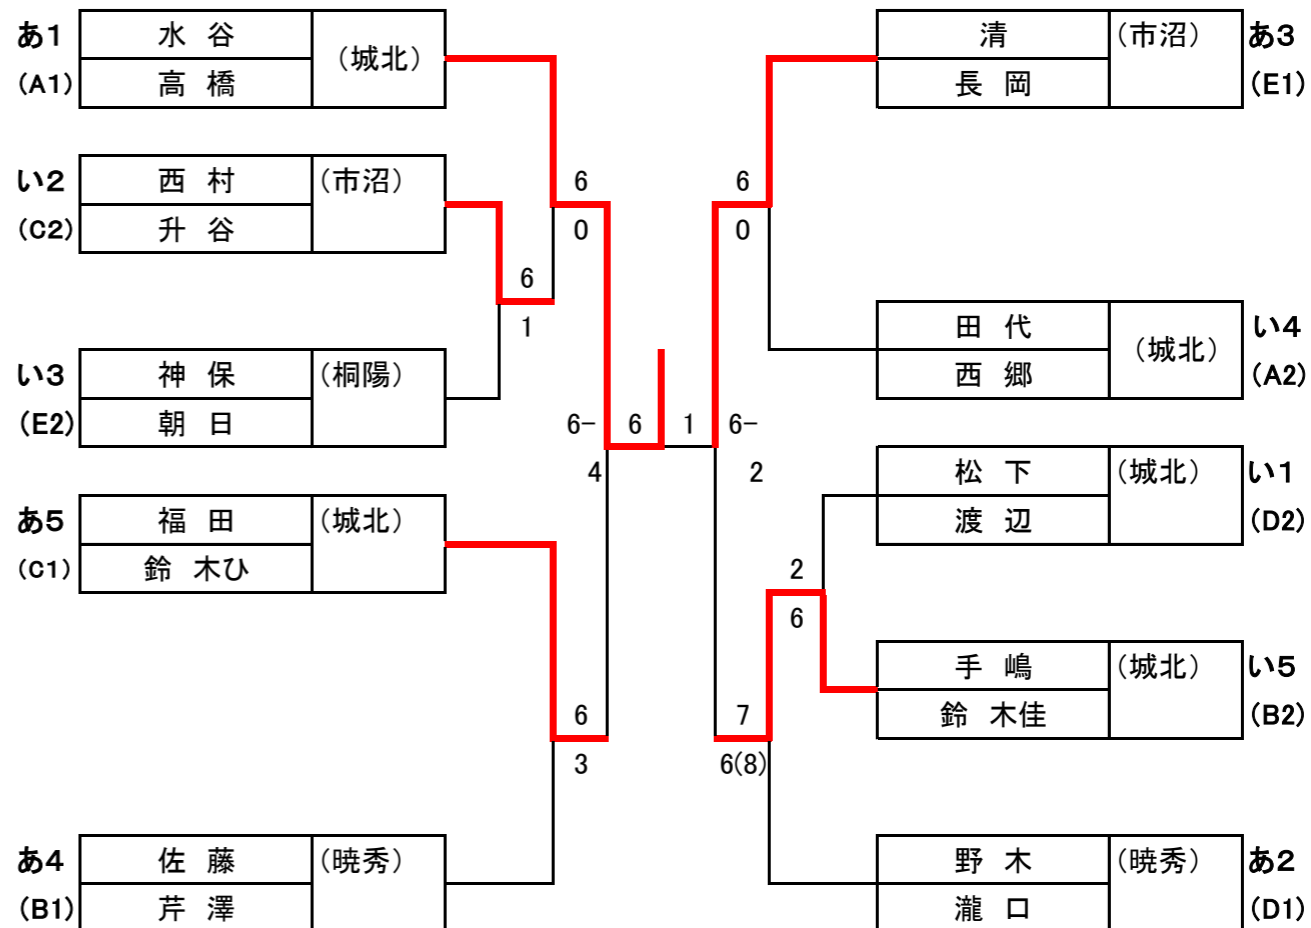 あ1 水 谷 (城北)
(A1) 高 橋
い2 西 村 (市沼)
(C2) 升 谷
い3 神 保 (桐陽)
(E2) 朝 日
あ5 福 田 (城北)
(C1) 鈴 木ひ
あ4 佐 藤 (暁秀)
(B1) 芹 澤
6
0
6
1
6-
4
6
3
6 1
6
0
6-
2
2
6
7
6(8)
清 (市沼) あ3
長 岡 (E1)
田 代 (城北) い4
西 郷 (A2)
松 下 (城北) い1
渡 辺 (D2)
手 嶋 (城北) い5
鈴 木佳 (B2)
野 木 (暁秀) あ2
瀧 口 (D1)